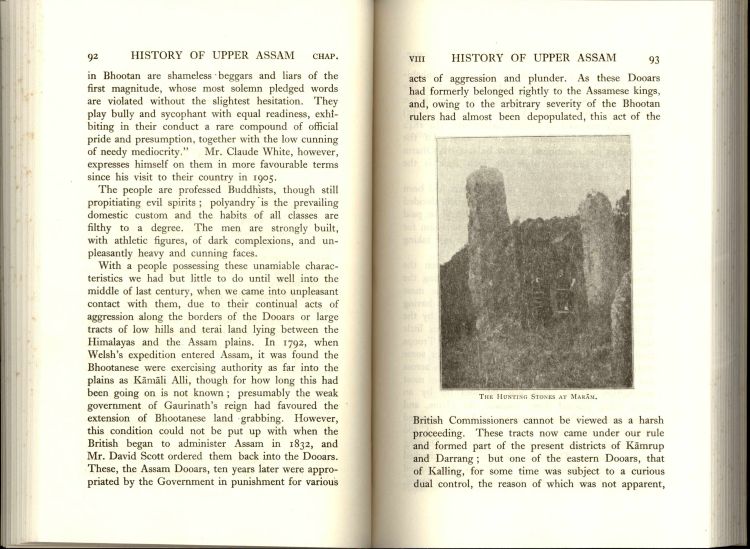 92 HISTORY OF UPPER ASSAM CHAP.
in Bhootan are shameless beggars and liars of the
first magnitude, whose most solemn pledged words
are violated without the slightest hesitation. They
play bully and sycophant with equal readiness, exhi-
biting in their conduct a rare compound of official
pride and presumption, together with the low cunning
of needy mediocrity." Mr. Claude White, however,
expresses himself on them in more favourable terms
since his visit to their country in 1905.
The people are professed Buddhists, though still
propitiating evil spirits ; polyandry is the prevailing
domestic custom and the habits of all classes are
filthy to a degree. The men are strongly built,
with athletic figures, of dark complexions, and un-
pleasantly heavy and cunning faces.
With a people possessing these unamiable charac-
teristics we had but little to do until well into the
middle of last century, when we came into unpleasant
contact with them, due to their continual acts of
aggression along the borders of the Dooars or large
tracts of low hills and terai land lying between the
Himalayas and the Assam plains. In 1792, when
Welsh's expedition entered Assam, it was found the
Bhootanese were exercising authority as far into the
plains as Kāmāli Alli, though for how long this had
been going on is not known ; presumably the weak
government of Gaurinath's reign had favoured the
extension of Bhootanese land grabbing. However,
this condition could not be put up with when the
British began to administer Assam in 1832, and
Mr. David Scott ordered them back into the Dooars.
These, the Assam Dooars, ten years later were appro-
priated by the Government in punishment for various
VIII HISTORY OF UPPER ASSAM 93
acts of aggression and plunder. As these Dooars
had formerly belonged rightly to the Assamese kings,
and, owing to the arbitrary severity of the Bhootan
rulers had almost been depopulated, this act of the
THE HUNTING STONES AT MARĀM.
British Commissioners cannot be viewed as a harsh
proceeding. These tracts now came under our rule
and formed part of the present districts of Kāmrup
and Darrang ; but one of the eastern Dooars, that
of Kalling, for some time was subject to a curious
dual control, the reason of which was not apparent,